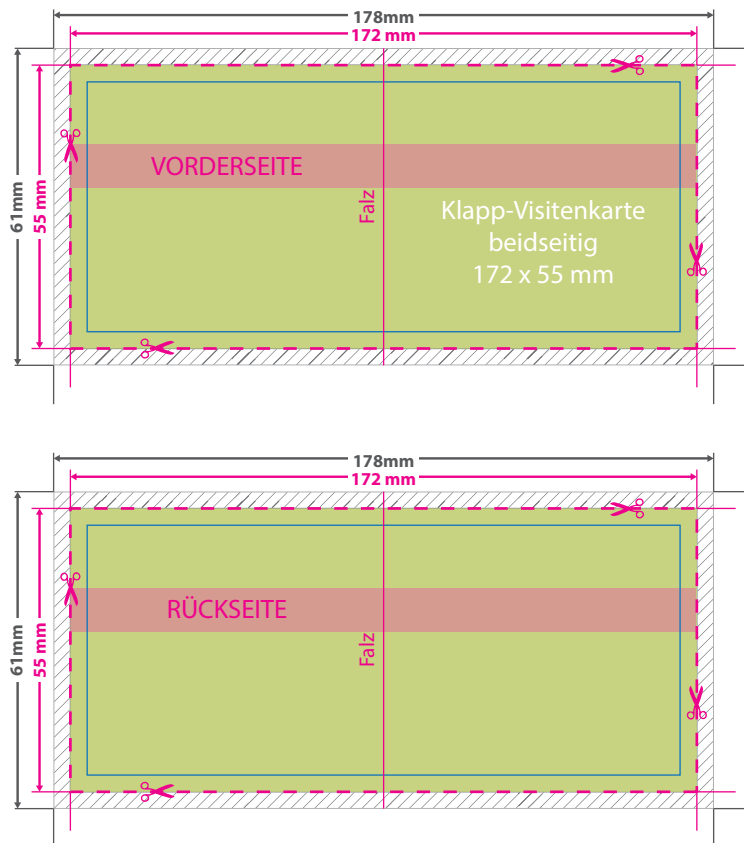 178mm
172 mm
61mm
55 mm
VORDERSEITE
Falz
Klapp-Visitenkarte
beidseitig
172 x 55 mm
178mm
172 mm
61mm
55 mm
RÜCKSEITE
Falz